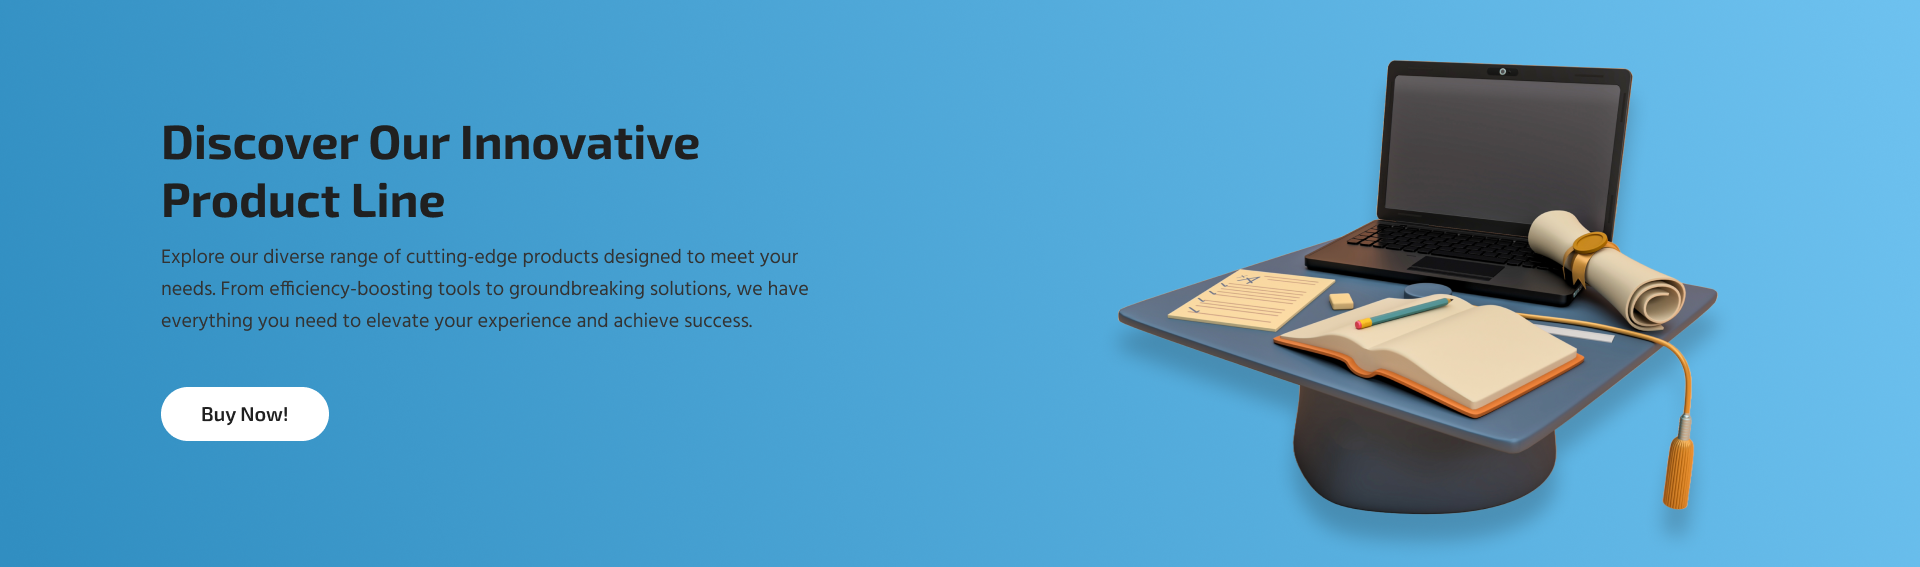 Discover Our Innovative
Product Line
Explore our diverse range of cutting-edge products designed to meet your
needs. From efficiency-boosting tools to groundbreaking solutions, we have
everything you need to elevate your experience and achieve success.
Buy Now!
A